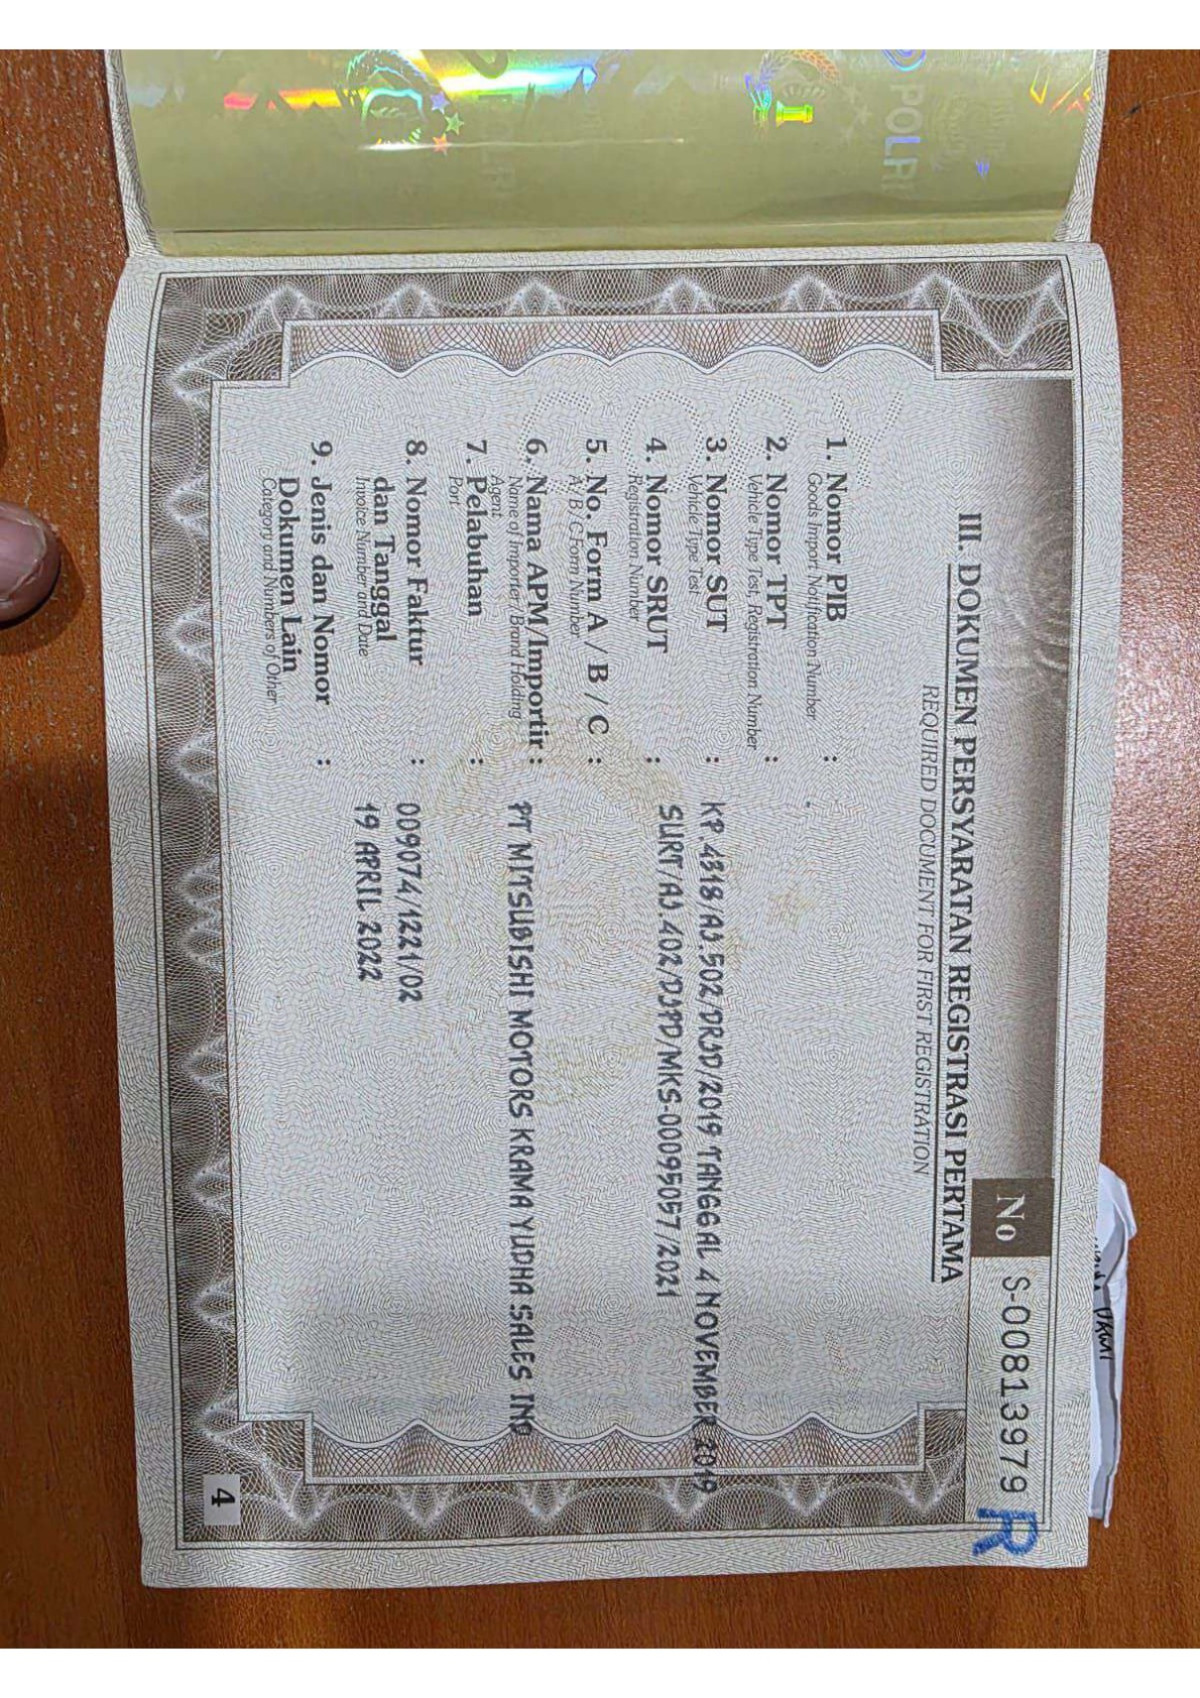 POLRI
No S-00813979
R
III. DOKUMEN PERSYARATAN REGISTRASI PERTAMA
REQUIRED DOCUMENT FOR FIRST REGISTRATION
1. Nomor PIB :
Goods Import Notification Number
2. Nomor TPT :
Vehicle Type Test, Registration Number
3. Nomor SUT : KP.4318/AJ.502/DRJD/2019 TANGGAL 4 NOVEMBER 2019
Vehicle Type Test
4. Nomor SRUT : SURT/AJ.402/DJPD/MKS-00095057/2021
Registration Number
5. No. Form A / B / C :
A / B / C Form Number
6. Nama APM/Importir : PT MITSUBISHI MOTORS KRAMA YUDHA SALES IND
Name of Importer/ Brand Holding
Agent
7. Pelabuhan :
Port
8. Nomor Faktur : 009074/1221/02
dan Tanggal 19 APRIL 2022
Invoice Number and Date
9. Jenis dan Nomor :
Dokumen Lain
Category and Numbers of Other
4